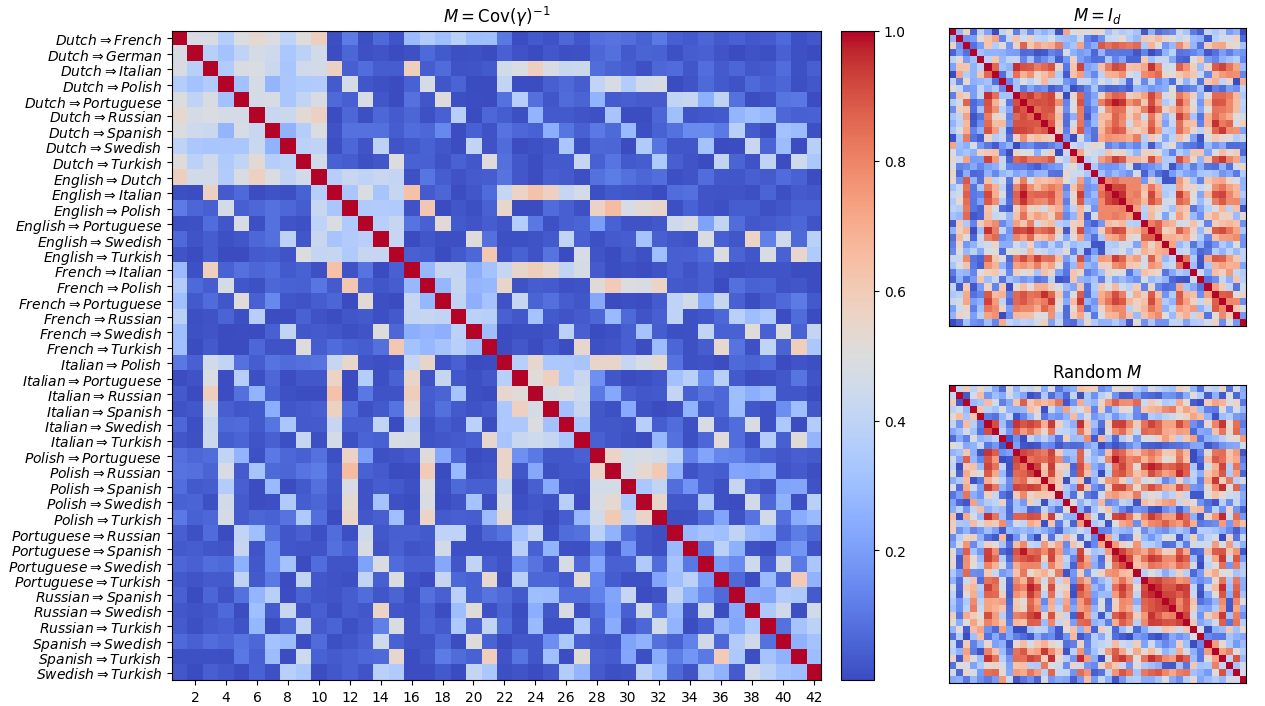 M = Cov(γ)⁻¹
Dutch ⇒ French
Dutch ⇒ German
Dutch ⇒ Italian
Dutch ⇒ Polish
Dutch ⇒ Portuguese
Dutch ⇒ Russian
Dutch ⇒ Spanish
Dutch ⇒ Swedish
Dutch ⇒ Turkish
English ⇒ Dutch
English ⇒ Italian
English ⇒ Polish
English ⇒ Portuguese
English ⇒ Swedish
English ⇒ Turkish
French ⇒ Italian
French ⇒ Polish
French ⇒ Portuguese
French ⇒ Russian
French ⇒ Swedish
French ⇒ Turkish
Italian ⇒ Polish
Italian ⇒ Portuguese
Italian ⇒ Russian
Italian ⇒ Spanish
Italian ⇒ Swedish
Italian ⇒ Turkish
Polish ⇒ Portuguese
Polish ⇒ Russian
Polish ⇒ Spanish
Polish ⇒ Swedish
Polish ⇒ Turkish
Portuguese ⇒ Russian
Portuguese ⇒ Spanish
Portuguese ⇒ Swedish
Portuguese ⇒ Turkish
Russian ⇒ Spanish
Russian ⇒ Swedish
Russian ⇒ Turkish
Spanish ⇒ Swedish
Spanish ⇒ Turkish
Swedish ⇒ Turkish
2 4 6 8 10 12 14 16 18 20 22 24 26 28 30 32 34 36 38 40 42
1.0
0.8
0.6
0.4
0.2
M = I_d
Random M